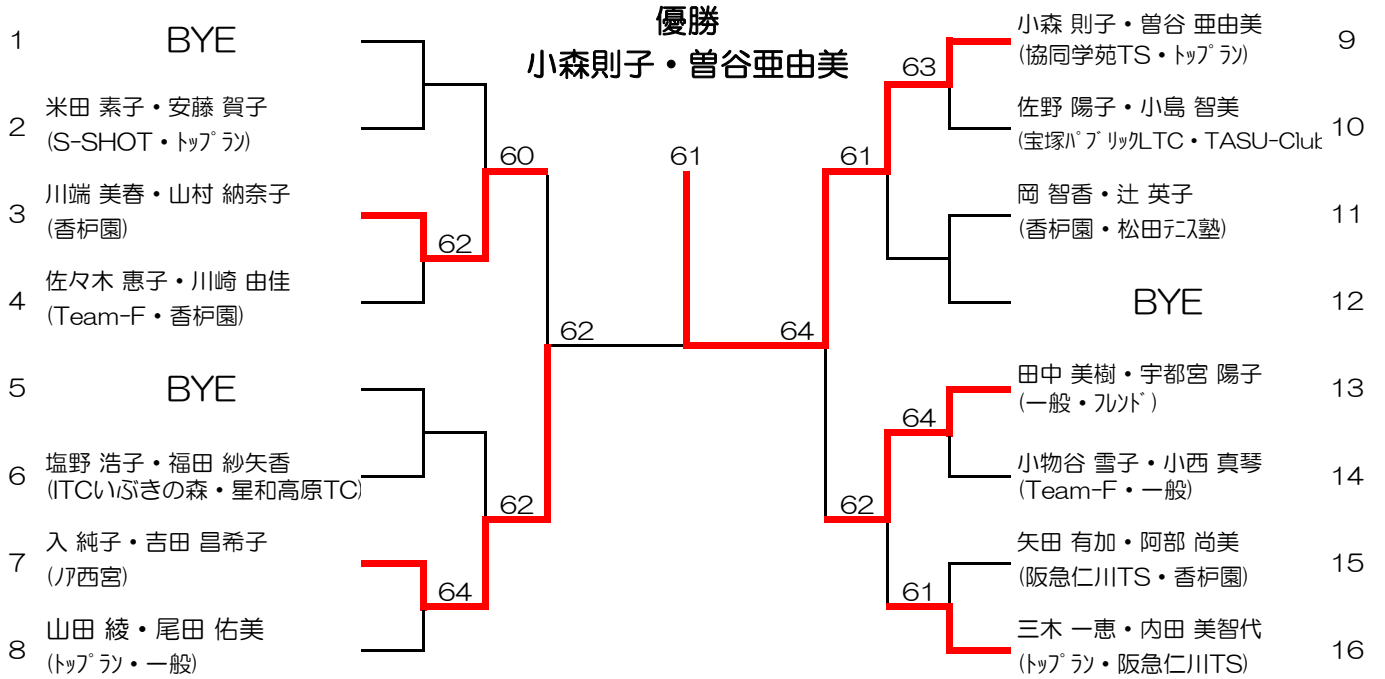 優勝
小森則子・曽谷亜由美
1
BYE
2
米田 素子・安藤 賀子
(S-SHOT・ﾄｯﾌﾟﾗﾝ)
60
3
川端 美春・山村 納奈子
(香枦園)
62
4
佐々木 惠子・川崎 由佳
(Team-F・香枦園)
62
5
BYE
6
塩野 浩子・福田 紗矢香
(ITCいぶきの森・星和高原TC)
62
7
入 純子・吉田 昌希子
(ﾉｱ西宮)
64
8
山田 綾・尾田 佑美
(ﾄｯﾌﾟﾗﾝ・一般)
61
64
小森 則子・曽谷 亜由美
(協同学苑TS・ﾄｯﾌﾟﾗﾝ)
9
63
佐野 陽子・小島 智美
(宝塚ﾊﾟﾌﾞﾘｯｸLTC・TASU-Club
10
61
岡 智香・辻 英子
(香枦園・松田ﾃﾆｽ塾)
11
BYE
12
田中 美樹・宇都宮 陽子
(一般・ﾌﾚﾝﾄﾞ)
13
64
小物谷 雪子・小西 真琴
(Team-F・一般)
14
62
矢田 有加・阿部 尚美
(阪急仁川TS・香枦園)
15
61
三木 一恵・内田 美智代
(ﾄｯﾌﾟﾗﾝ・阪急仁川TS)
16